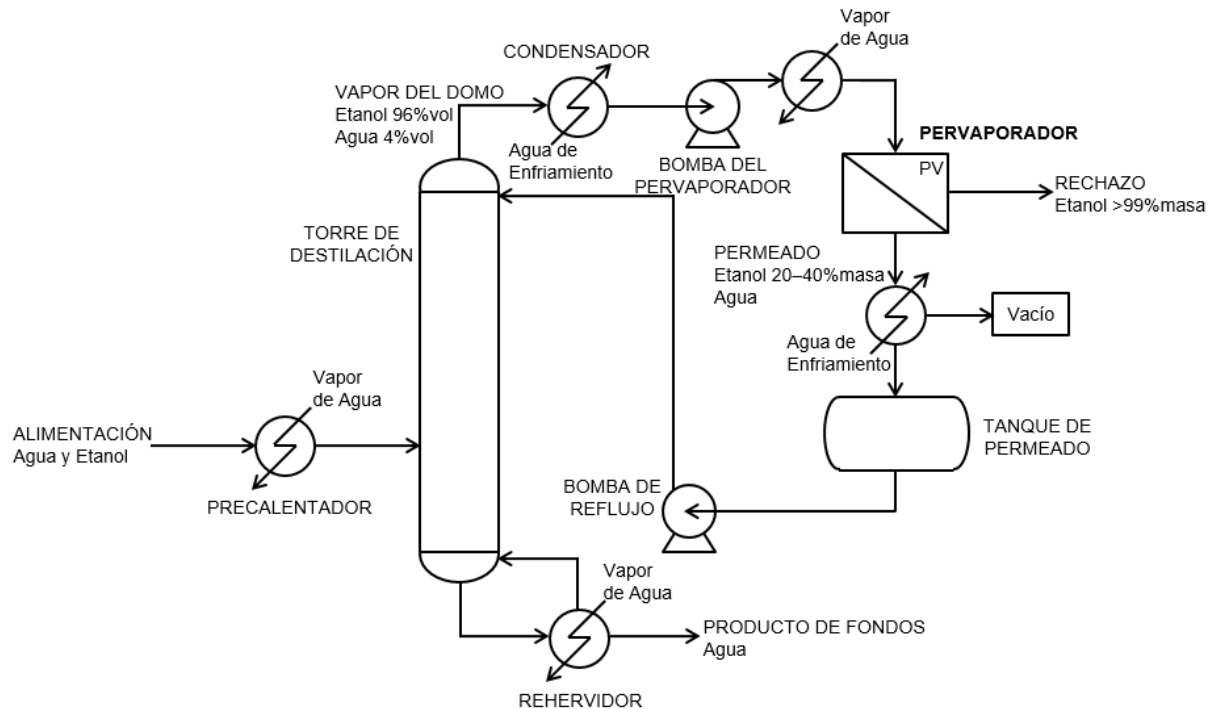 Vapor
de Agua
CONDENSADOR
VAPOR DEL DOMO
Etanol 96%vol
Agua 4%vol
Agua de
Enfriamiento
BOMBA DEL
PERVAPORADOR
PERVAPORADOR
PV
RECHAZO
Etanol >99%masa
TORRE DE
DESTILACIÓN
PERMEADO
Etanol 20–40%masa
Agua
Vacío
Agua de
Enfriamiento
Vapor
de Agua
ALIMENTACIÓN
Agua y Etanol
PRECALENTADOR
TANQUE DE
PERMEADO
BOMBA DE
REFLUJO
Vapor
de Agua
PRODUCTO DE FONDOS
Agua
REHERVIDOR